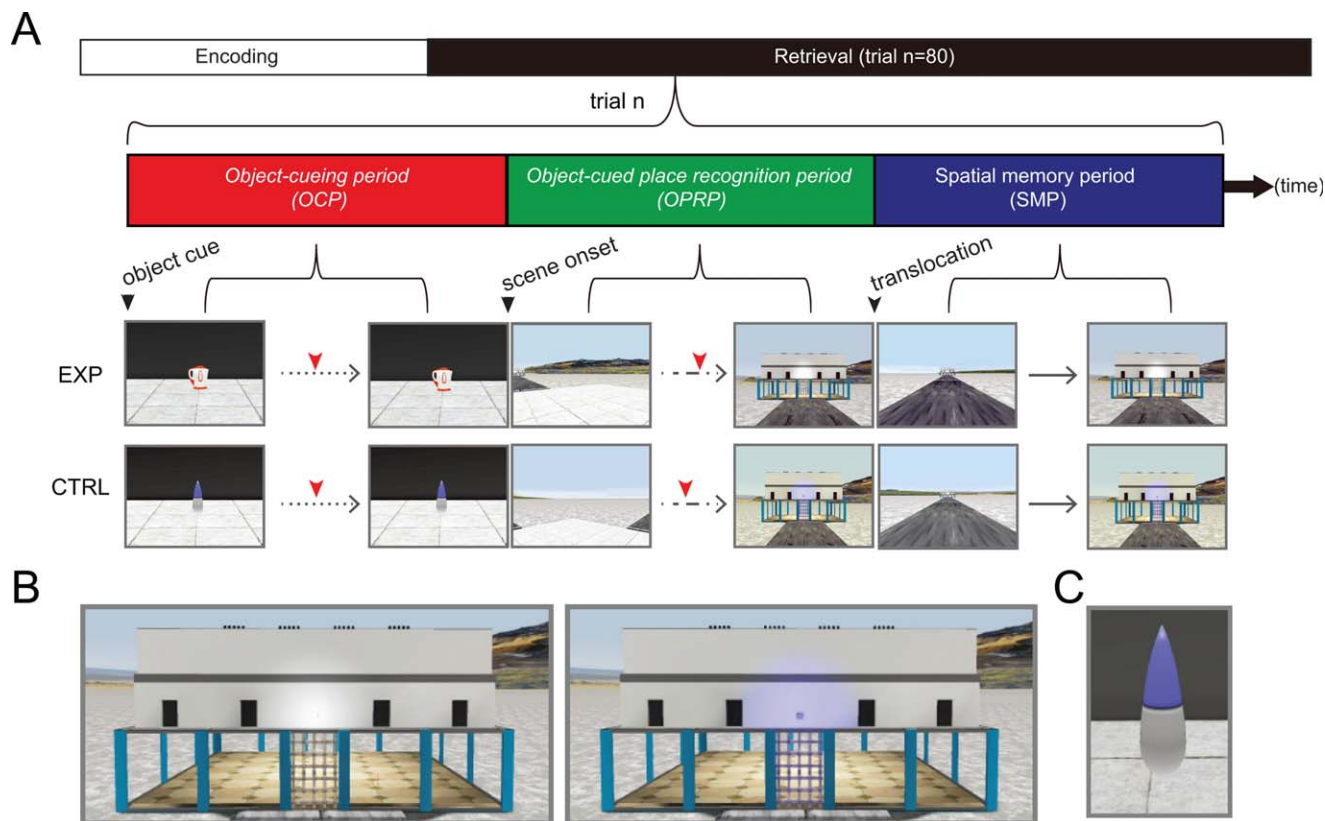 A
Encoding
Retrieval (trial n=80)
trial n
Object-cueing period
(OCP)
Object-cued place recognition period
(OPRP)
Spatial memory period
(SMP)
(time)
object cue
scene onset
translocation
EXP
CTRL
B
C